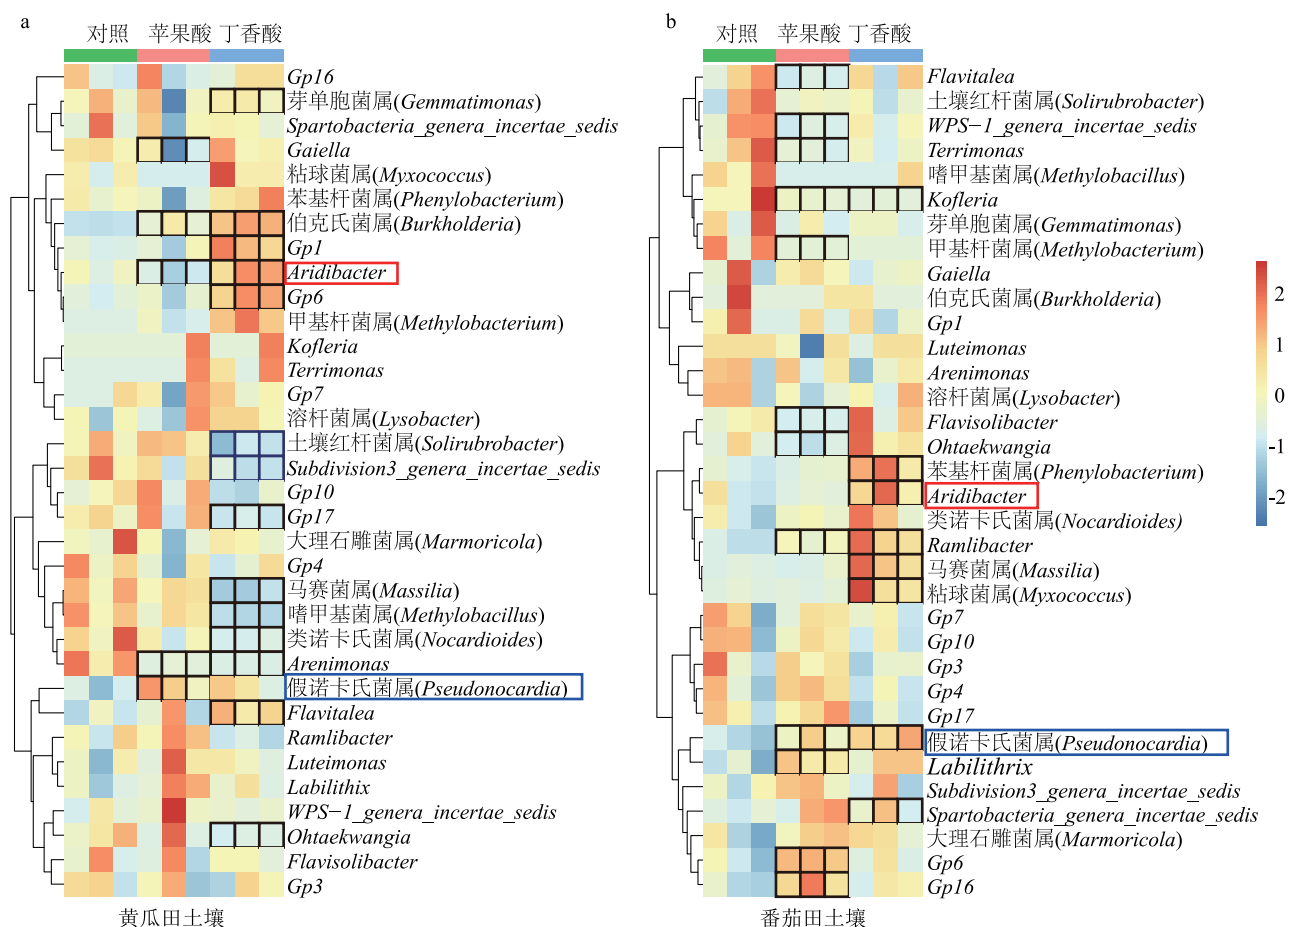 a
对照 苹果酸 丁香酸
Gp16
芽单胞菌属(Gemmatimonas)
Spartobacteria_genera_incertae_sedis
Gaiella
粘球菌属(Myxococcus)
苯基杆菌属(Phenylobacterium)
伯克氏菌属(Burkholderia)
Gp1
Aridibacter
Gp6
甲基杆菌属(Methylobacterium)
Kofleria
Terrimonas
Gp7
溶杆菌属(Lysobacter)
土壤红杆菌属(Solirubrobacter)
Subdivision3_genera_incertae_sedis
Gp10
Gp17
大理石雕菌属(Marmoricola)
Gp4
马赛菌属(Massilia)
嗜甲基菌属(Methylobacillus)
类诺卡氏菌属(Nocardioides)
Arenimonas
假诺卡氏菌属(Pseudonocardia)
Flavitalea
Ramlibacter
Luteimonas
Labilithix
WPS−1_genera_incertae_sedis
Ohtaekwangia
Flavisolibacter
Gp3
黄瓜田土壤
b
对照 苹果酸 丁香酸
Flavitalea
土壤红杆菌属(Solirubrobacter)
WPS−1_genera_incertae_sedis
Terrimonas
嗜甲基菌属(Methylobacillus)
Kofleria
芽单胞菌属(Gemmatimonas)
甲基杆菌属(Methylobacterium)
Gaiella
伯克氏菌属(Burkholderia)
Gp1
Luteimonas
Arenimonas
溶杆菌属(Lysobacter)
Flavisolibacter
Ohtaekwangia
苯基杆菌属(Phenylobacterium)
Aridibacter
类诺卡氏菌属(Nocardioides)
Ramlibacter
马赛菌属(Massilia)
粘球菌属(Myxococcus)
Gp7
Gp10
Gp3
Gp4
Gp17
假诺卡氏菌属(Pseudonocardia)
Labilithrix
Subdivision3_genera_incertae_sedis
Spartobacteria_genera_incertae_sedis
大理石雕菌属(Marmoricola)
Gp6
Gp16
番茄田土壤
2
1
0
-1
-2